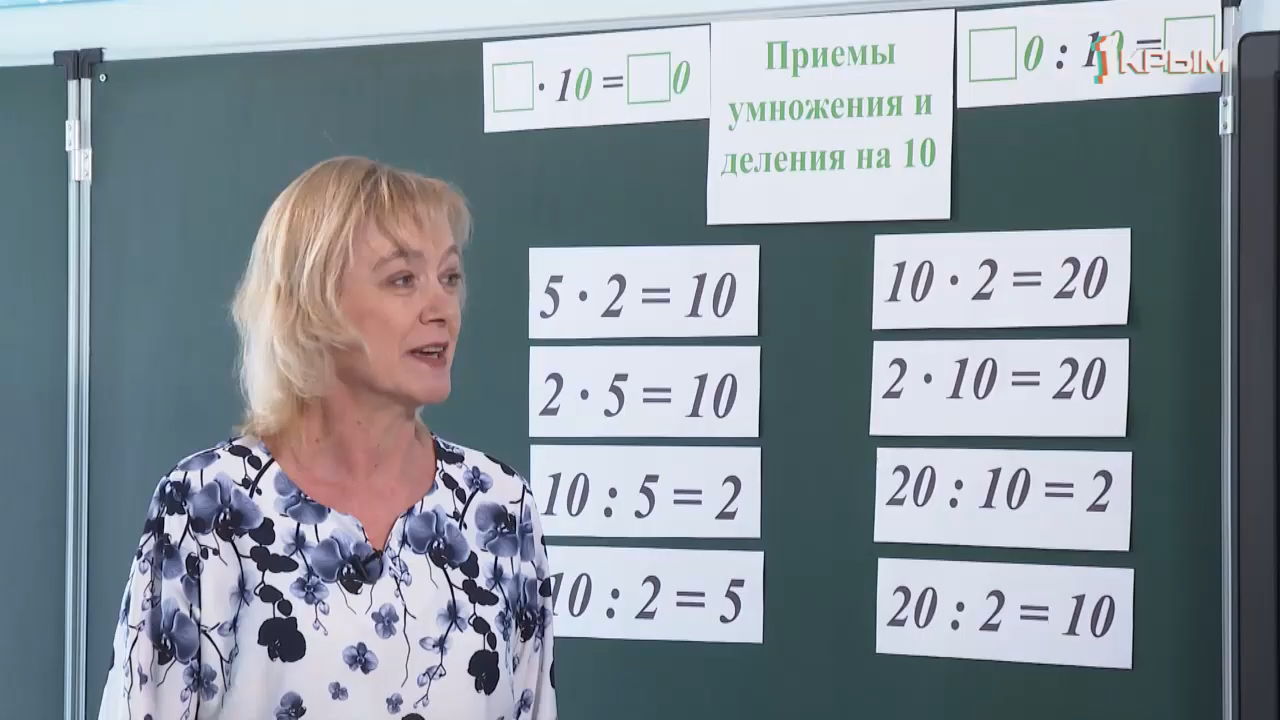 □ · 10 = □0
Приемы
умножения и
деления на 10
□0 : 10 = □
КРЫМ
5 · 2 = 10
2 · 5 = 10
10 : 5 = 2
10 : 2 = 5
10 · 2 = 20
2 · 10 = 20
20 : 10 = 2
20 : 2 = 10